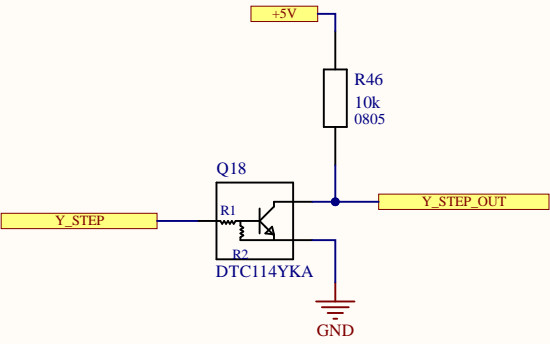 +5V
R46
10k
0805
Q18
R1
Y_STEP
Y_STEP_OUT
R2
DTC114YKA
GND